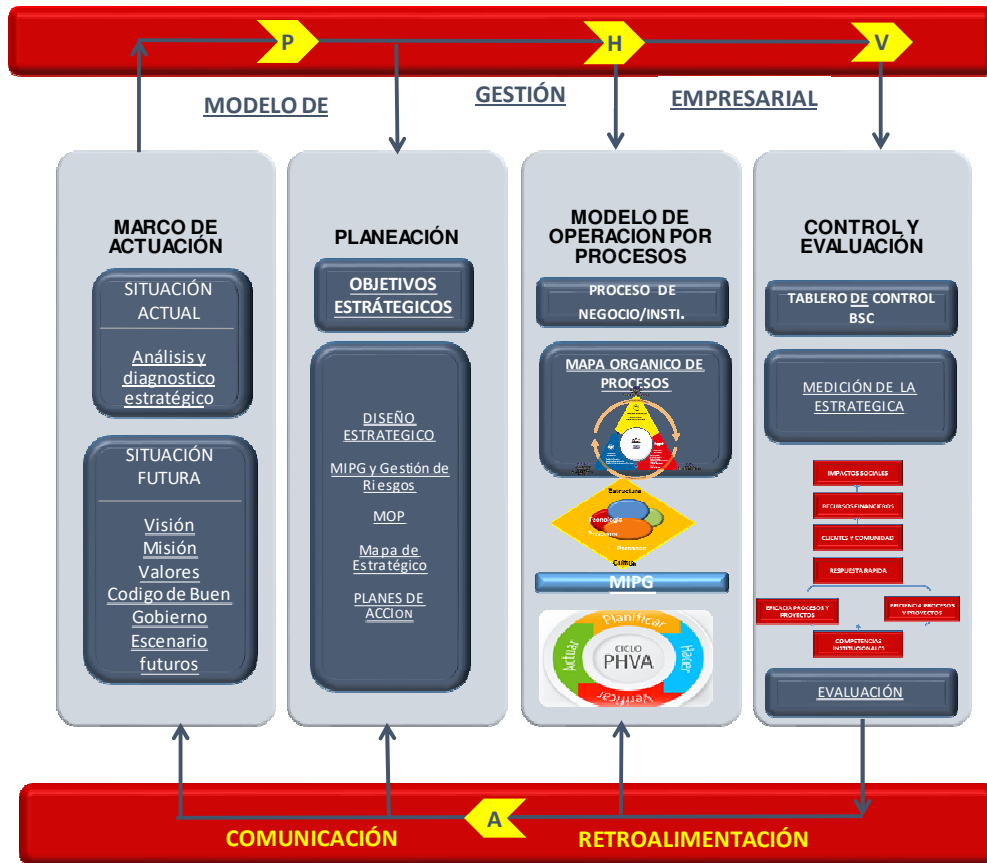 P
H
V
MODELO DE
GESTIÓN
EMPRESARIAL
MARCO DE
ACTUACIÓN
SITUACIÓN
ACTUAL
Análisis y
diagnostico
estratégico
SITUACIÓN
FUTURA
Visión
Misión
Valores
Codigo de Buen
Gobierno
Escenario
futuros
PLANEACIÓN
OBJETIVOS
ESTRÁTEGICOS
DISEÑO
ESTRATEGICO
MIPG y Gestión de
Riesgos
MOP
Mapa de
Estratégico
PLANES DE
ACCION
MODELO DE
OPERACION POR
PROCESOS
PROCESO DE
NEGOCIO/INSTI.
MAPA ORGANICO DE
PROCESOS
Estructura
Tecnología
Procesos
Personas
Cultura
MIPG
Planificar
Hacer
Verificar
Actuar
CICLO
PHVA
CONTROL Y
EVALUACIÓN
TABLERO DE CONTROL
BSC
MEDICIÓN DE LA
ESTRATEGICA
IMPACTOS SOCIALES
RECURSOS FINANCIEROS
CLIENTES Y COMUNIDAD
RESPUESTA RAPIDA
EFICACIA PROCESOS Y
PROYECTOS
EFICIENCIA PROCESOS
Y PROYECTOS
COMPETENCIAS
INSTITUCIONALES
EVALUACIÓN
A
COMUNICACIÓN
RETROALIMENTACIÓN